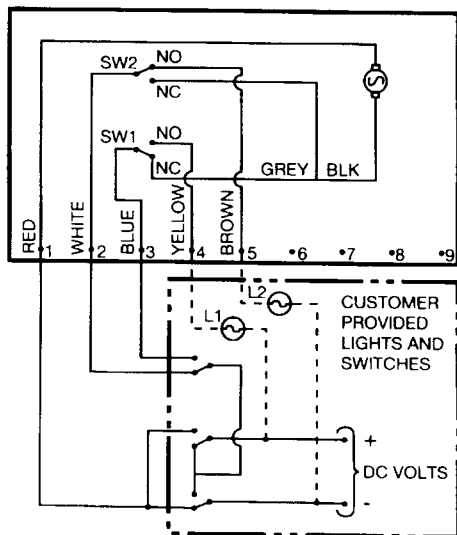 NO
SW2
NC
NO
SW1
NC
GREY BLK
RED
WHITE
BLUE
YELLOW
BROWN
1 2 3 4 5 6 7 8 9
L2
L1
CUSTOMER
PROVIDED
LIGHTS AND
SWITCHES
+
DC VOLTS
-